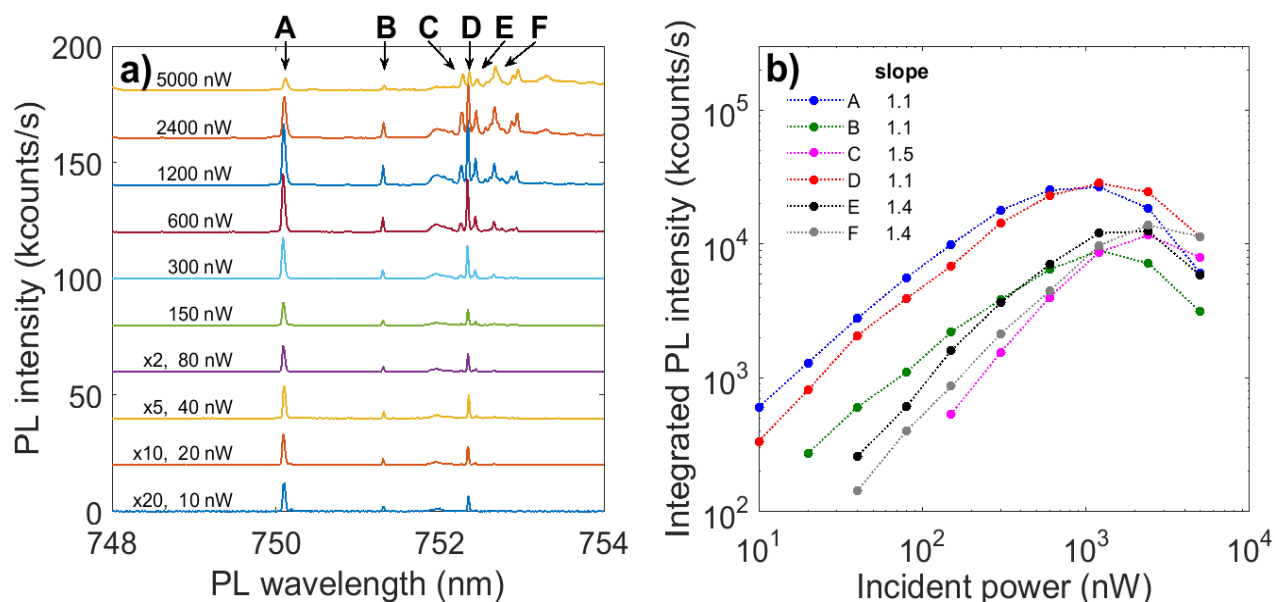 A B C D E F
a)
200
150
100
50
0
5000 nW
2400 nW
1200 nW
600 nW
300 nW
150 nW
x2, 80 nW
x5, 40 nW
x10, 20 nW
x20, 10 nW
748 750 752 754
PL wavelength (nm)
PL intensity (kcounts/s)
b)
slope
A 1.1
B 1.1
C 1.5
D 1.1
E 1.4
F 1.4
10^5
10^4
10^3
10^2
10^1 10^2 10^3 10^4
Incident power (nW)
Integrated PL intensity (kcounts/s)